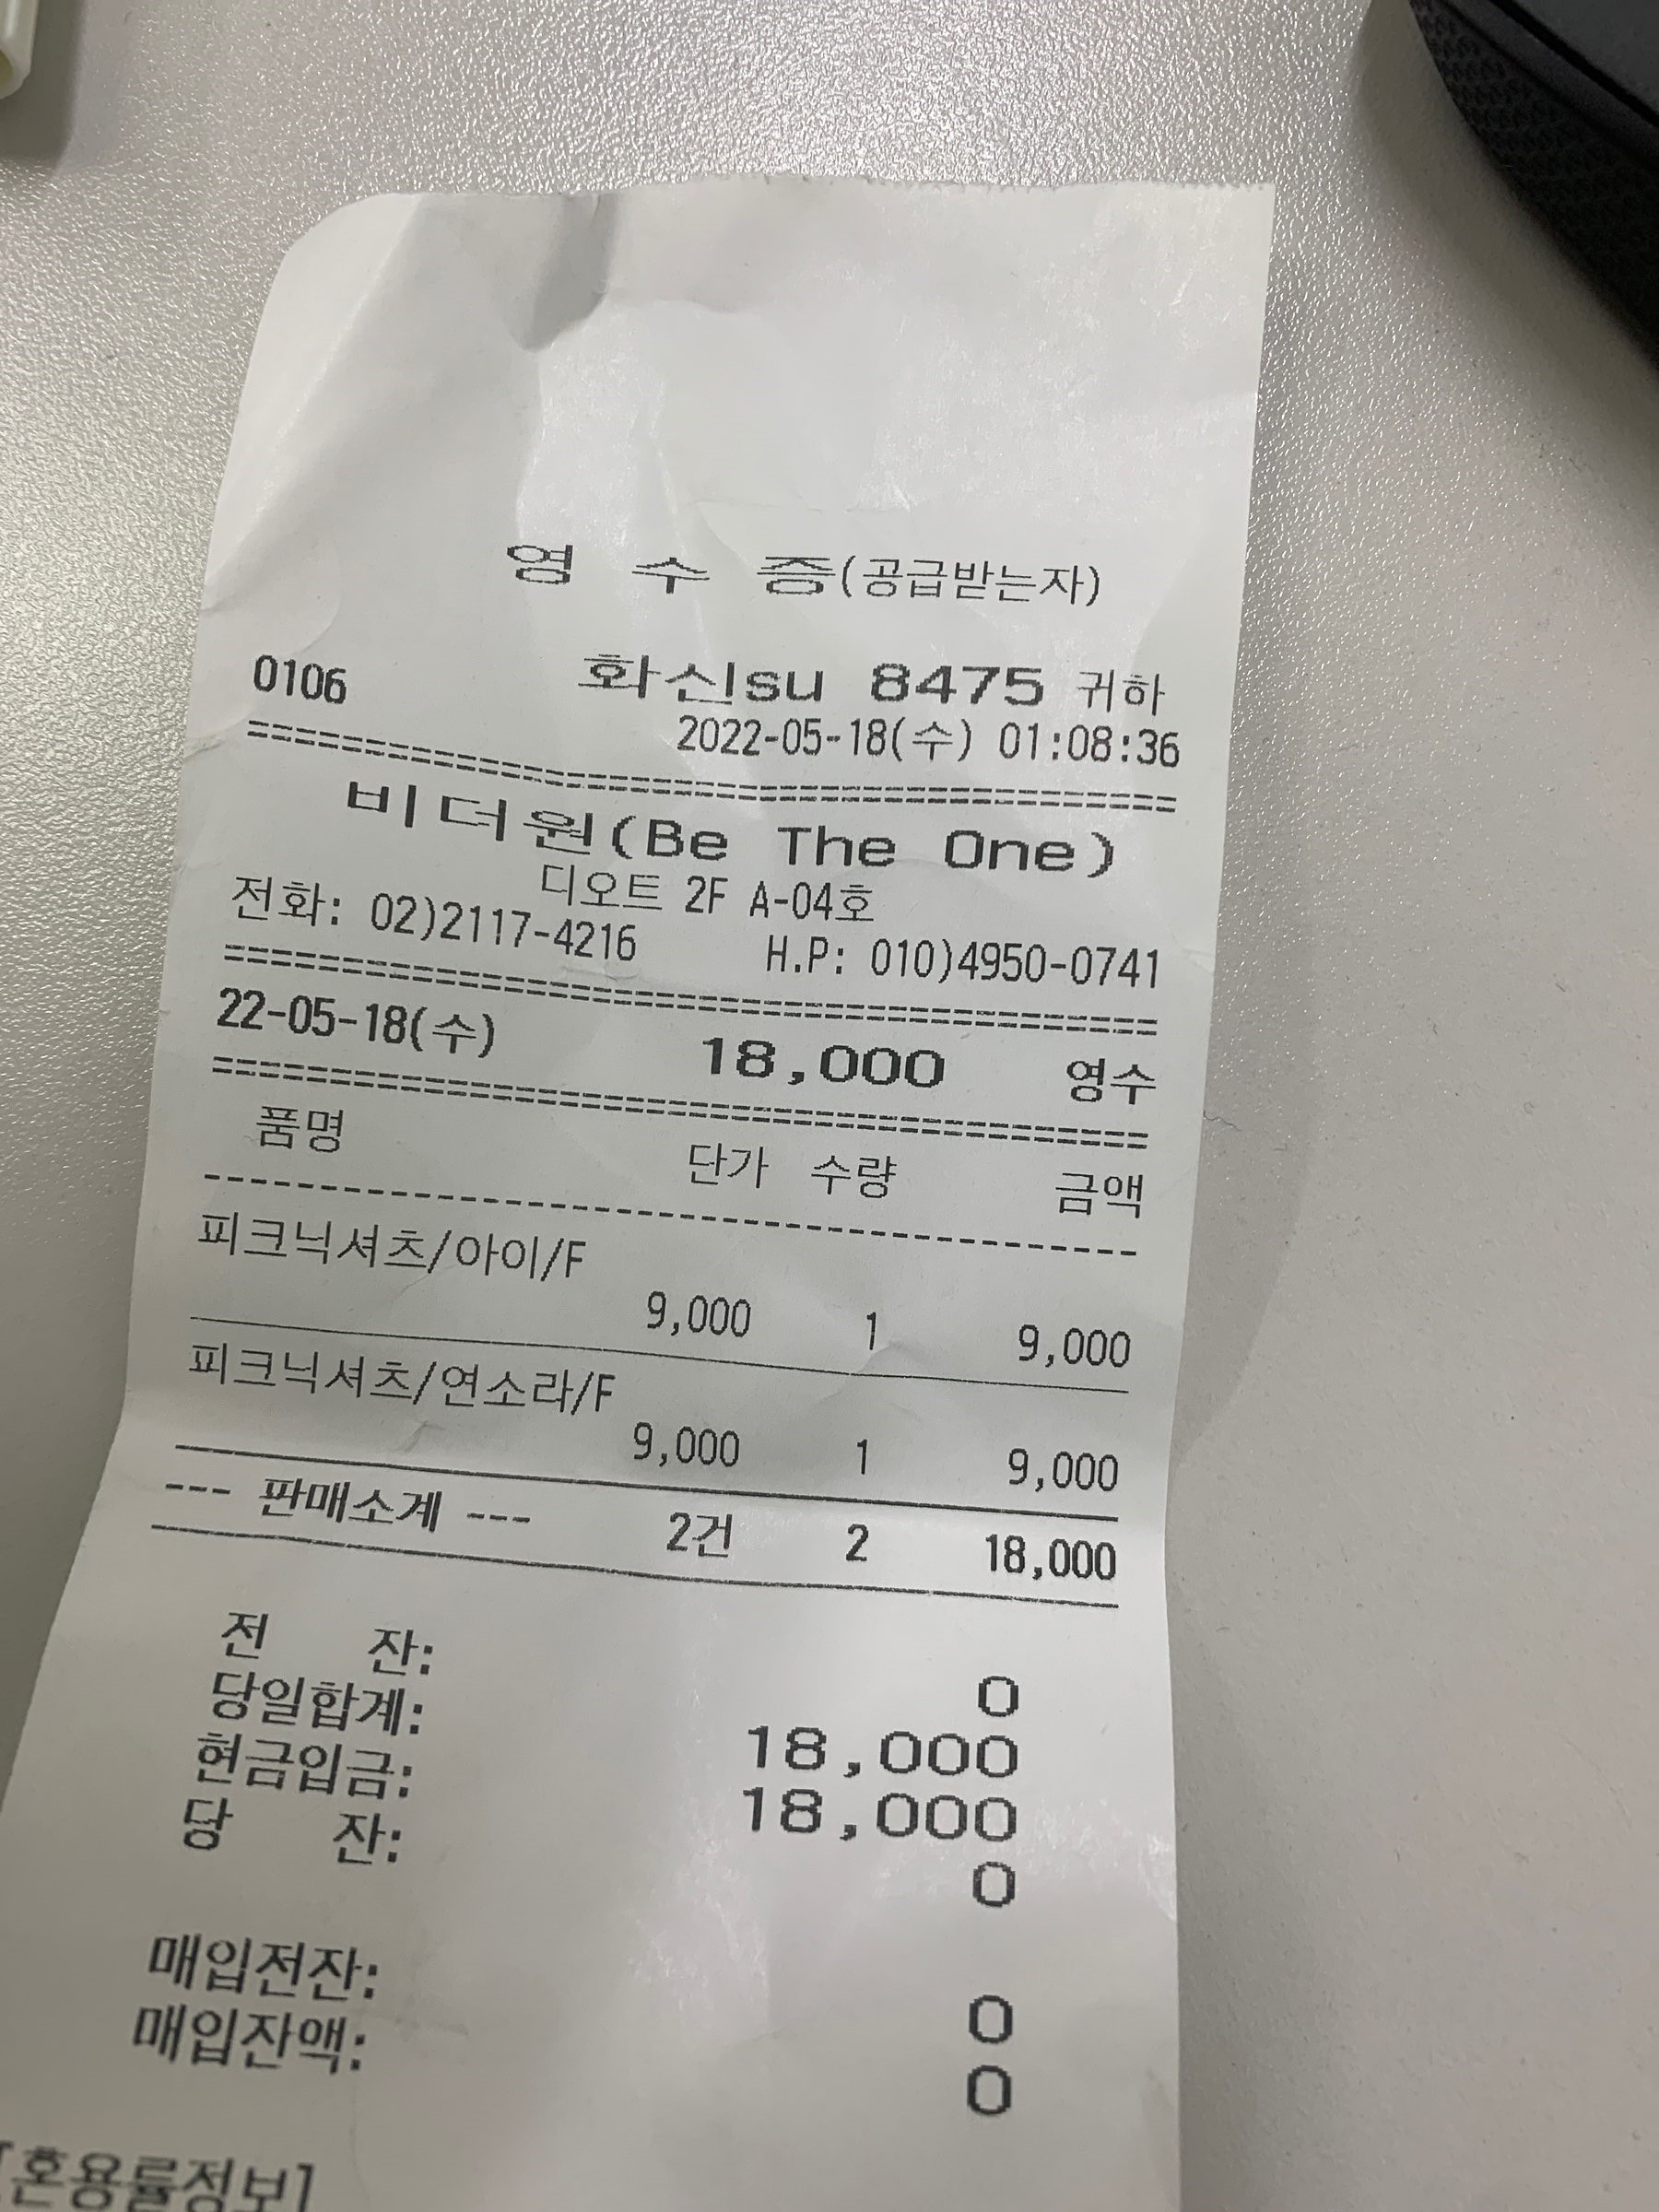 영 수 증(공급받는자)
0106 화신su 8475 귀하
2022-05-18(수) 01:08:36
==============================================
비더원(Be The One)
디오트 2F A-04호
전화: 02)2117-4216 H.P: 010)4950-0741
==============================================
22-05-18(수) 18,000 영수
==============================================
품명 단가 수량 금액
----------------------------------------------
피크닉셔츠/아이/F
9,000 1 9,000
피크닉셔츠/연소라/F
9,000 1 9,000
--- 판매소계 --- 2건 2 18,000
전 잔: 0
당일합계: 18,000
현금입금: 18,000
당 잔: 0
매입전잔: 0
매입잔액: 0
[혼용률정보]